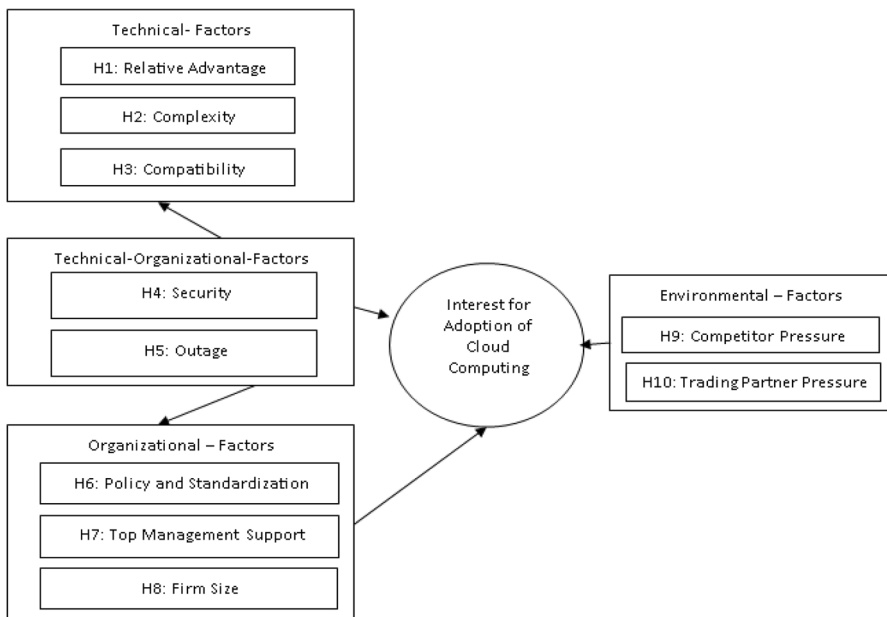 Technical- Factors
H1: Relative Advantage
H2: Complexity
H3: Compatibility
Technical-Organizational-Factors
H4: Security
H5: Outage
Organizational – Factors
H6: Policy and Standardization
H7: Top Management Support
H8: Firm Size
Interest for
Adoption of
Cloud
Computing
Environmental – Factors
H9: Competitor Pressure
H10: Trading Partner Pressure